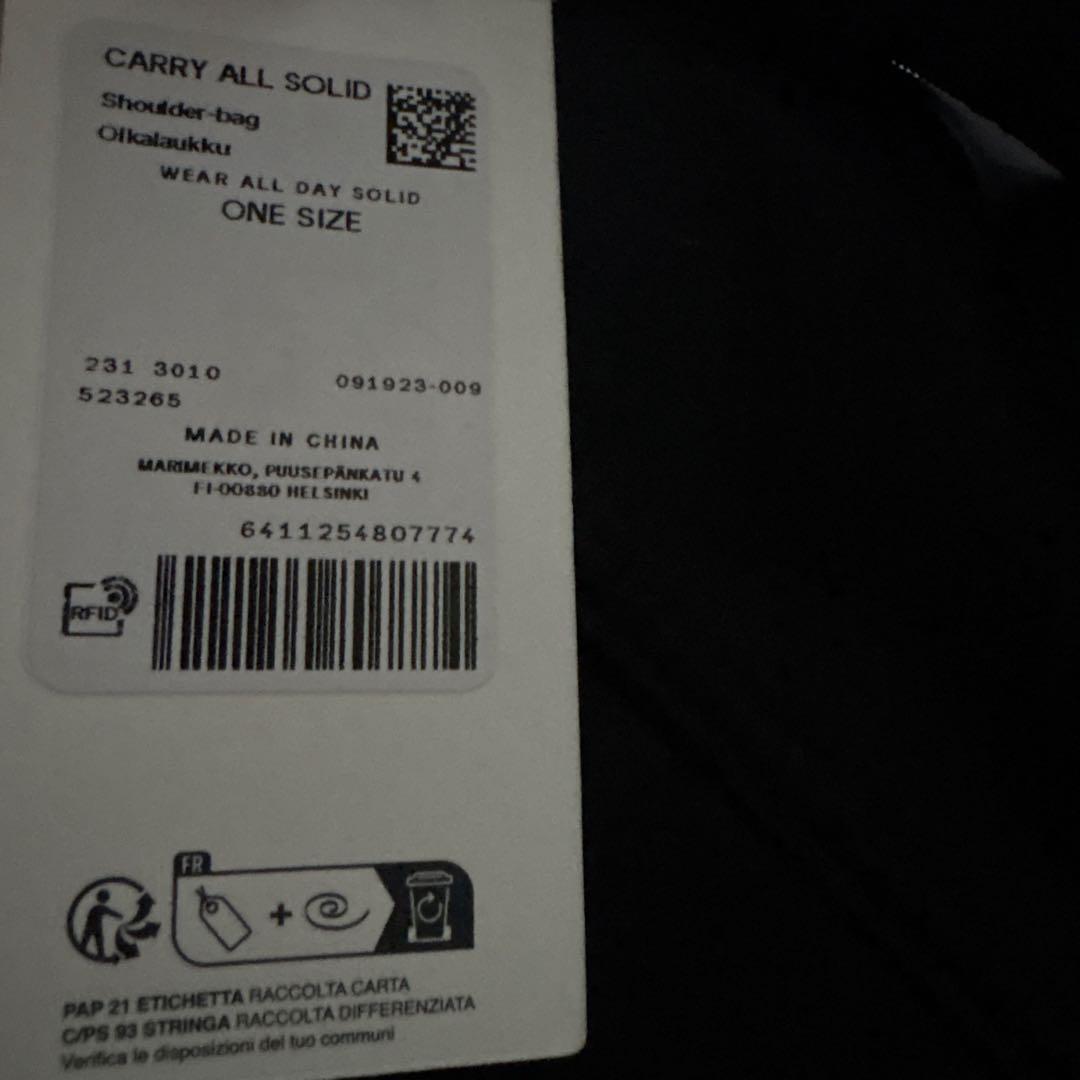 CARRY ALL SOLID
Shoulder-bag
Olkalaukku
WEAR ALL DAY SOLID
ONE SIZE
231 3010
091923-009
523265
MADE IN CHINA
MARIMEKKO, PUUSEPÄNKATU 4
FI-00880 HELSINKI
6411254807774
RFID
FR
PAP 21 ETICHETTA RACCOLTA CARTA
C/PS 93 STRINGA RACCOLTA DIFFERENZIATA
Verifica le disposizioni del tuo communi